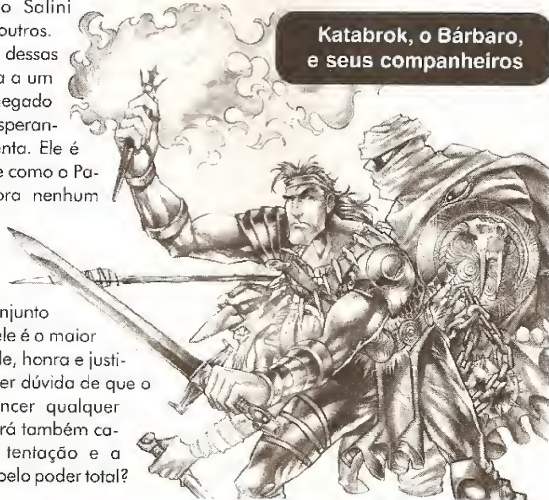 o Salini
outros.
dessas
a a um
egado
speran-
nta. Ele é
e como o Pa-
ora nenhum
njunto
ele é o maior
de, honra e justi-
er dúvida de que o
ncer qualquer
rá também ca-
tentação e a
pelo poder total?
Katabrok, o Bárbaro,
e seus companheiros